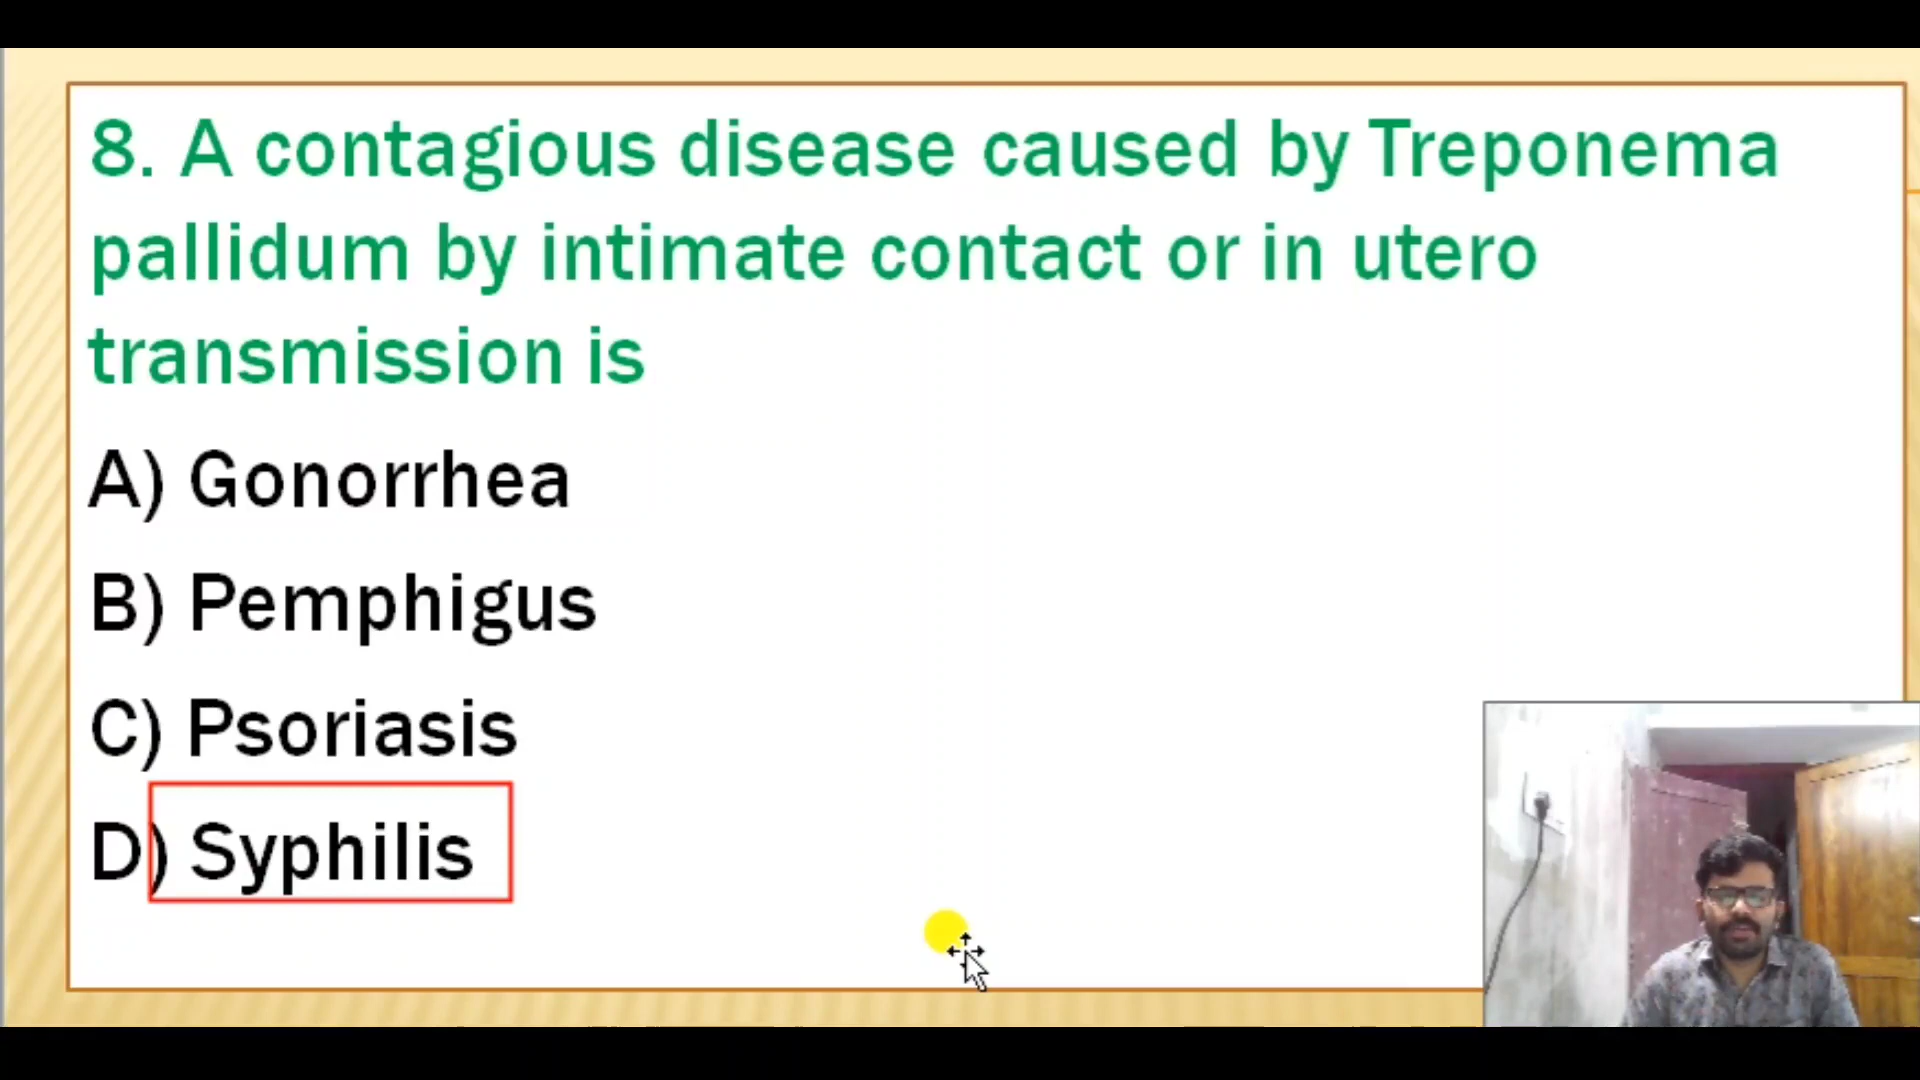 8. A contagious disease caused by Treponema
pallidum by intimate contact or in utero
transmission is
A) Gonorrhea
B) Pemphigus
C) Psoriasis
D) Syphilis